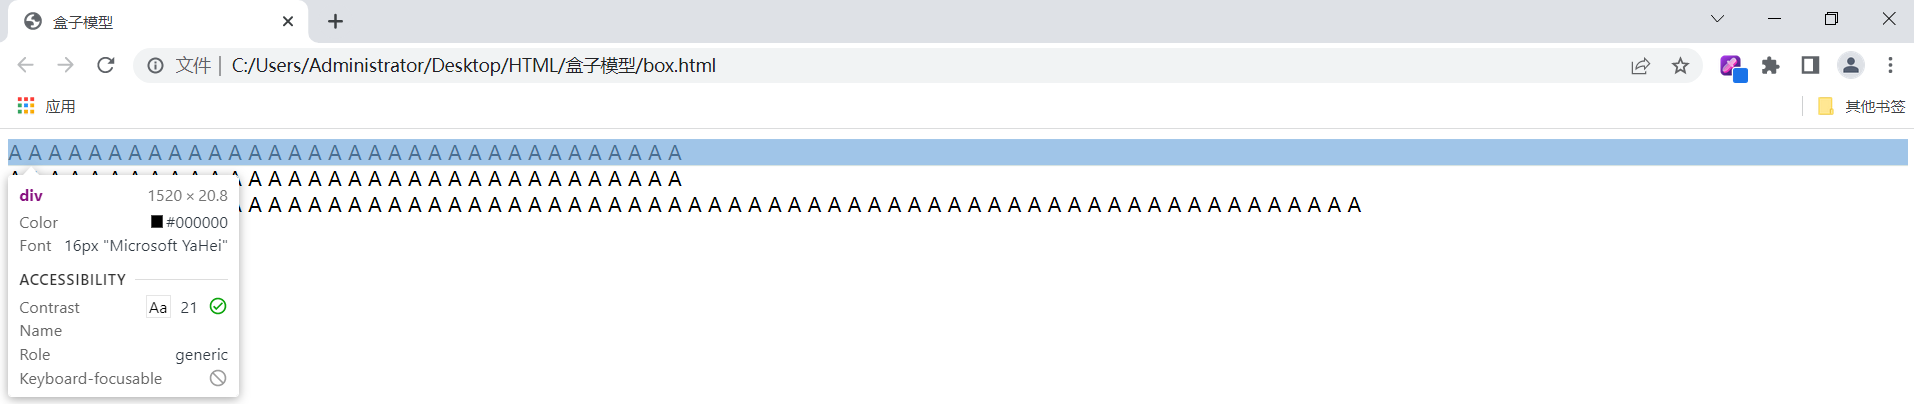 盒子模型
文件 | C:/Users/Administrator/Desktop/HTML/盒子模型/box.html
应用
其他书签
A A A A A A A A A A A A A A A A A A A A A A A A A A A A A A A A A A
A A A A A A A A A A A A A A A A A A A A A A
A A A A A A A A A A A A A A A A A A A A A A A A A A A A A A A A A A A A A A A A A A A A A A A A A A A A A A A A
div 1520 × 20.8
Color #000000
Font 16px "Microsoft YaHei"
ACCESSIBILITY
Contrast Aa 21
Name
Role generic
Keyboard-focusable